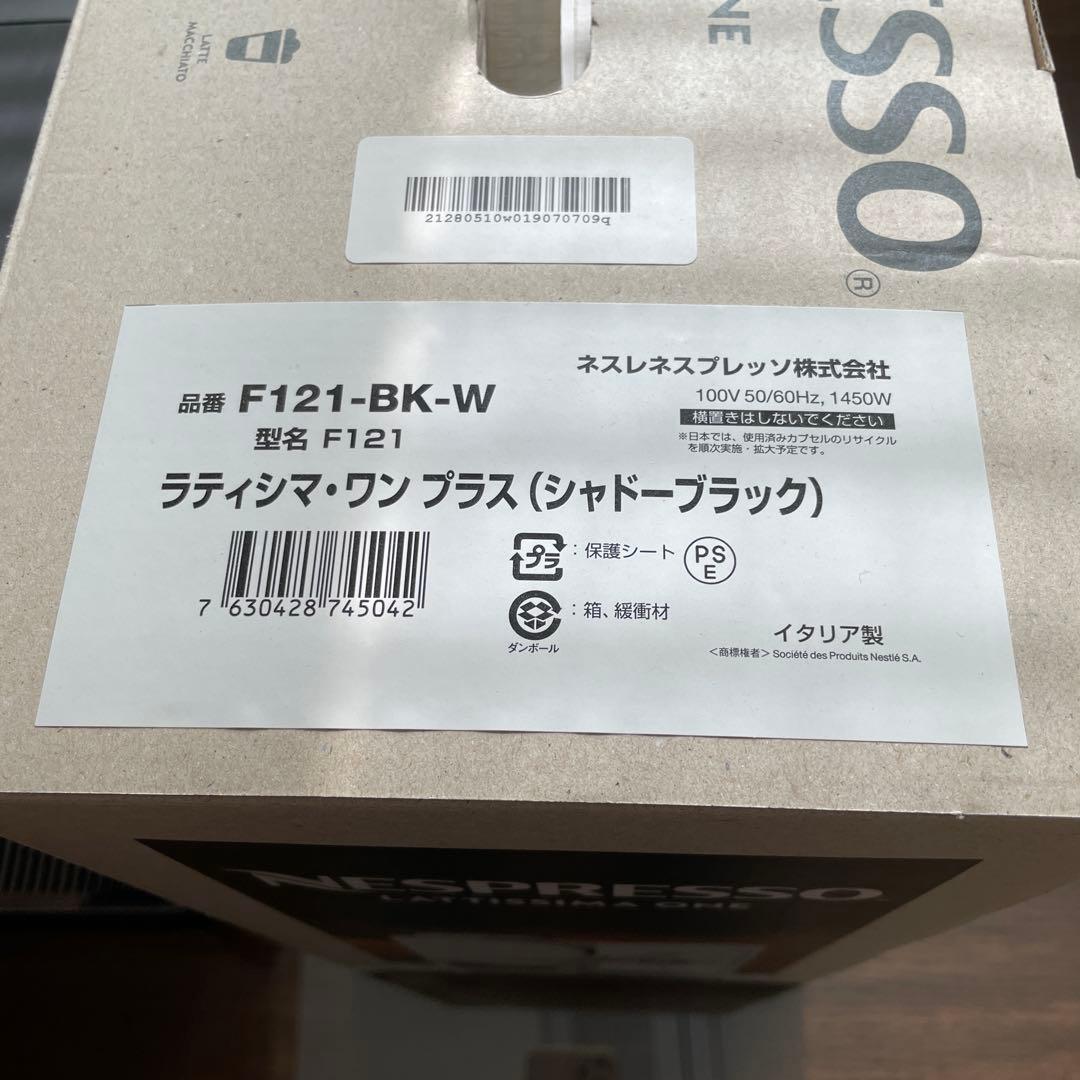 LATTE
MACCHIATO
NE
ESSO®
21280510w019070709q
ネスレネスプレッソ株式会社
品番 F121-BK-W
100V 50/60Hz, 1450W
横置きはしないでください
型名 F121
※日本では、使用済みカプセルのリサイクル
を順次実施・拡大予定です。
ラティシマ・ワン プラス(シャドーブラック)
プラ:保護シート
PS
E
7 630428 745042
:箱、緩衝材
ダンボール
イタリア製
<商標権者> Société des Produits Nestlé S.A.
NESPRESSO
LATTISSIMA ONE